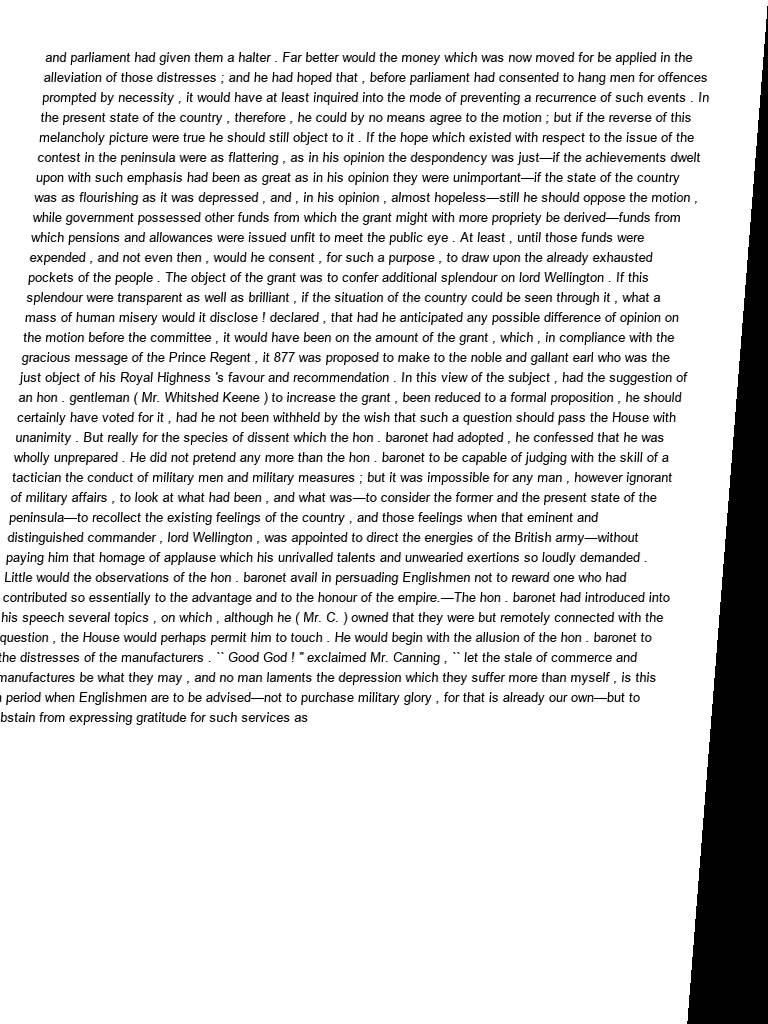 and parliament had given them a halter . Far better would the money which was now moved for be applied in the
alleviation of those distresses ; and he had hoped that , before parliament had consented to hang men for offences
prompted by necessity , it would have at least inquired into the mode of preventing a recurrence of such events . In
the present state of the country , therefore , he could by no means agree to the motion ; but if the reverse of this
melancholy picture were true he should still object to it . If the hope which existed with respect to the issue of the
contest in the peninsula were as flattering , as in his opinion the despondency was just—if the achievements dwelt
upon with such emphasis had been as great as in his opinion they were unimportant—if the state of the country
was as flourishing as it was depressed , and , in his opinion , almost hopeless—still he should oppose the motion ,
while government possessed other funds from which the grant might with more propriety be derived—funds from
which pensions and allowances were issued unfit to meet the public eye . At least , until those funds were
expended , and not even then , would he consent , for such a purpose , to draw upon the already exhausted
pockets of the people . The object of the grant was to confer additional splendour on lord Wellington . If this
splendour were transparent as well as brilliant , if the situation of the country could be seen through it , what a
mass of human misery would it disclose ! declared , that had he anticipated any possible difference of opinion on
the motion before the committee , it would have been on the amount of the grant , which , in compliance with the
gracious message of the Prince Regent , it 877 was proposed to make to the noble and gallant earl who was the
just object of his Royal Highness 's favour and recommendation . In this view of the subject , had the suggestion of
an hon . gentleman ( Mr. Whitshed Keene ) to increase the grant , been reduced to a formal proposition , he should
certainly have voted for it , had he not been withheld by the wish that such a question should pass the House with
unanimity . But really for the species of dissent which the hon . baronet had adopted , he confessed that he was
wholly unprepared . He did not pretend any more than the hon . baronet to be capable of judging with the skill of a
tactician the conduct of military men and military measures ; but it was impossible for any man , however ignorant
of military affairs , to look at what had been , and what was—to consider the former and the present state of the
peninsula—to recollect the existing feelings of the country , and those feelings when that eminent and
distinguished commander , lord Wellington , was appointed to direct the energies of the British army—without
paying him that homage of applause which his unrivalled talents and unwearied exertions so loudly demanded .
Little would the observations of the hon . baronet avail in persuading Englishmen not to reward one who had
contributed so essentially to the advantage and to the honour of the empire.—The hon . baronet had introduced into
his speech several topics , on which , although he ( Mr. C. ) owned that they were but remotely connected with the
question , the House would perhaps permit him to touch . He would begin with the allusion of the hon . baronet to
the distresses of the manufacturers . `` Good God ! '' exclaimed Mr. Canning , `` let the stale of commerce and
manufactures be what they may , and no man laments the depression which they suffer more than myself , is this
period when Englishmen are to be advised—not to purchase military glory , for that is already our own—but to
bstain from expressing gratitude for such services as